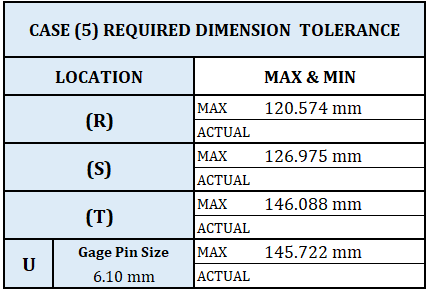 CASE (5) REQUIRED DIMENSION TOLERANCE
LOCATION MAX & MIN
(R) MAX 120.574 mm
ACTUAL
(S) MAX 126.975 mm
ACTUAL
(T) MAX 146.088 mm
ACTUAL
U Gage Pin Size MAX 145.722 mm
6.10 mm ACTUAL